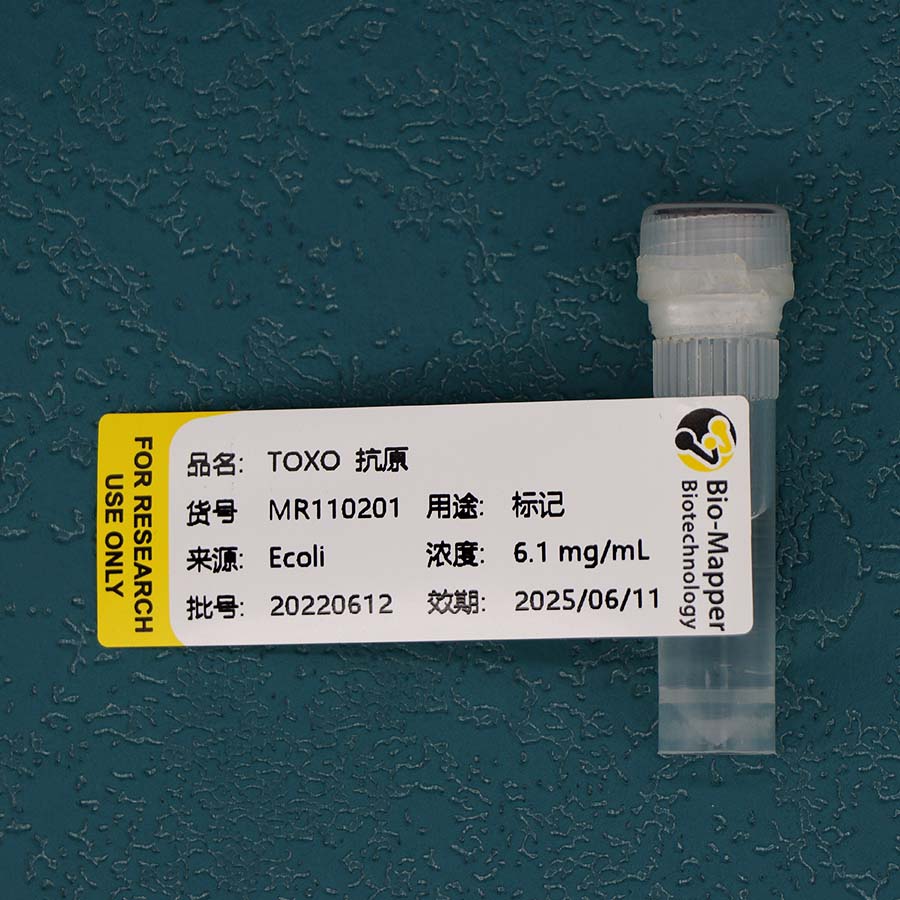 FOR RESEARCH
USE ONLY
品名: TOXO 抗原
货号 MR110201 用途: 标记
来源: Ecoli 浓度: 6.1 mg/mL
批号: 20220612 效期: 2025/06/11
Bio-Mapper
Biotechnology